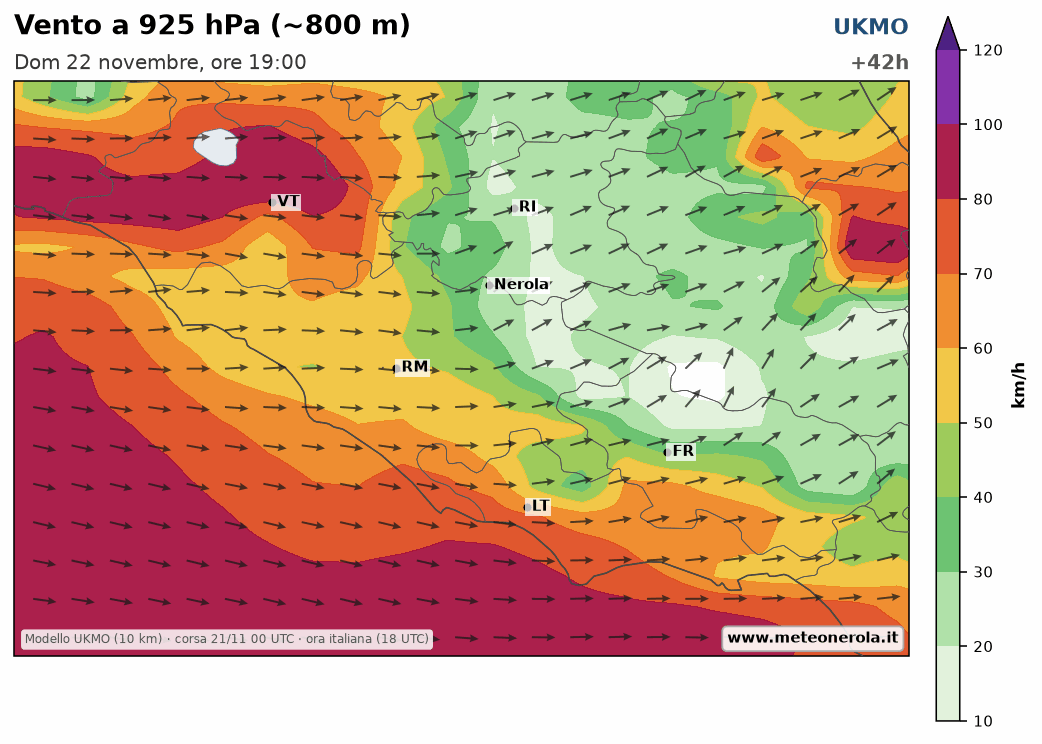 Vento a 925 hPa (~800 m)
UKMO
Dom 22 novembre, ore 19:00
+42h
120
100
80
70
60
50
40
30
20
10
km/h
VT
RI
Nerola
RM
FR
LT
Modello UKMO (10 km) · corsa 21/11 00 UTC · ora italiana (18 UTC)
www.meteonerola.it